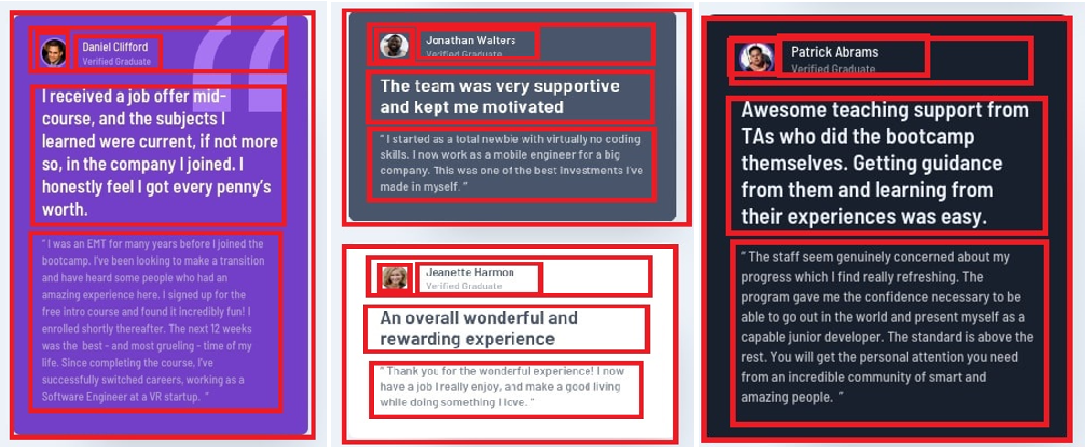 Daniel Clifford
Verified Graduate
I received a job offer mid-
course, and the subjects I
learned were current, if not more
so, in the company I joined. I
honestly feel I got every penny's
worth.
“ I was an EMT for many years before I joined the
bootcamp. I've been looking to make a transition
and have heard some people who had an
amazing experience here. I signed up for the
free intro course and found it incredibly fun! I
enrolled shortly thereafter. The next 12 weeks
was the best - and most grueling - time of my
life. Since completing the course, I've
successfully switched careers, working as a
Software Engineer at a VR startup. ”
Jonathan Walters
Verified Graduate
The team was very supportive
and kept me motivated
“ I started as a total newbie with virtually no coding
skills. I now work as a mobile engineer for a big
company. This was one of the best investments I've
made in myself. ”
Jeanette Harmon
Verified Graduate
An overall wonderful and
rewarding experience
“ Thank you for the wonderful experience! I now
have a job I really enjoy, and make a good living
while doing something I love. ”
Patrick Abrams
Verified Graduate
Awesome teaching support from
TAs who did the bootcamp
themselves. Getting guidance
from them and learning from
their experiences was easy.
“ The staff seem genuinely concerned about my
progress which I find really refreshing. The
program gave me the confidence necessary to be
able to go out in the world and present myself as a
capable junior developer. The standard is above the
rest. You will get the personal attention you need
from an incredible community of smart and
amazing people. ”